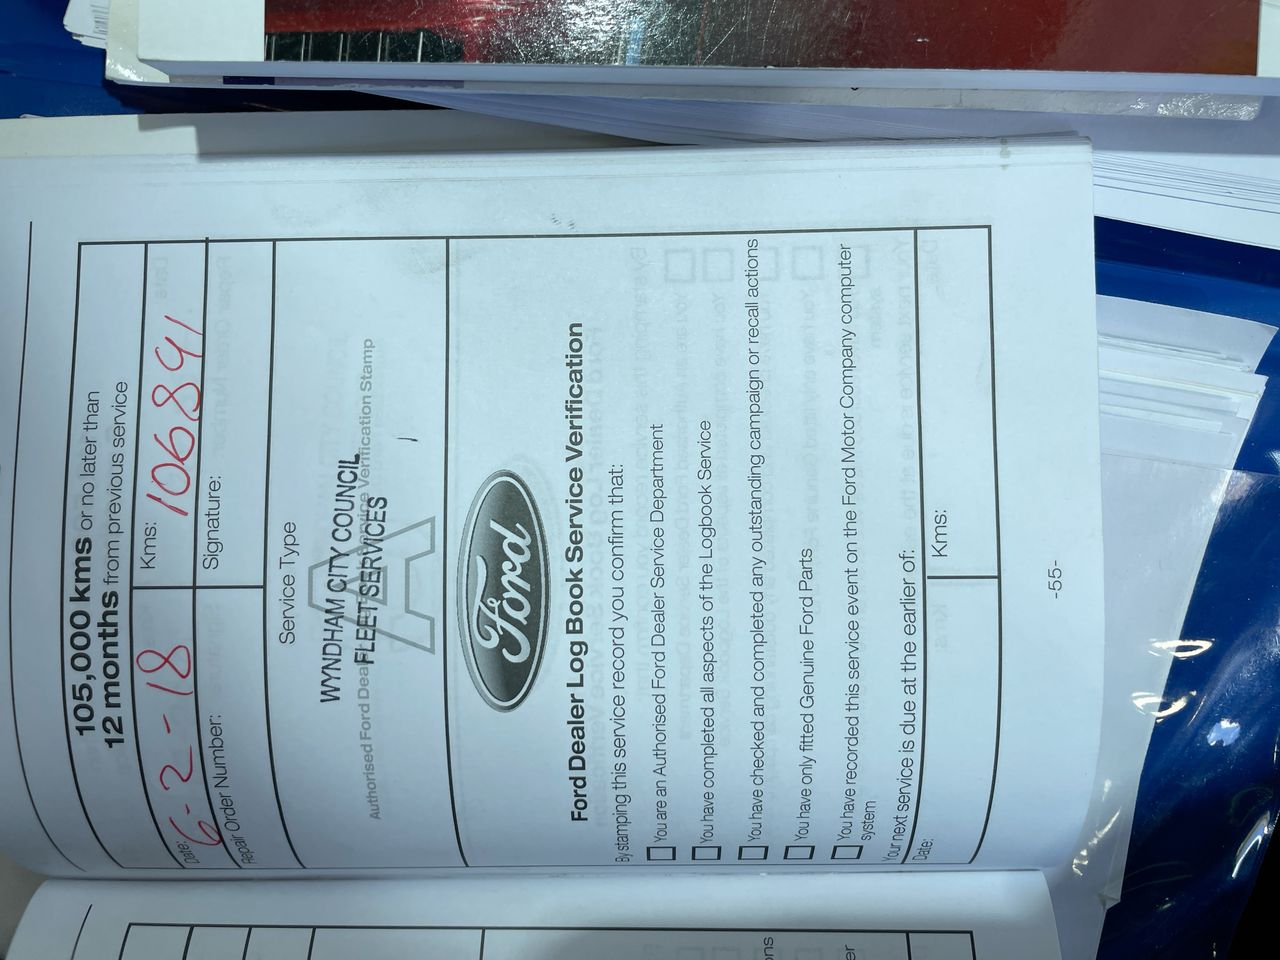 105,000 kms or no later than
12 months from previous service
Date: 6-2-18
Kms: 106891
Repair Order Number:
Signature:
Service Type
WYNDHAM CITY COUNCIL
FLEET SERVICES
A
Authorised Ford Dealer Service Verification Stamp
Ford
Ford Dealer Log Book Service Verification
By stamping this service record you confirm that:
You are an Authorised Ford Dealer Service Department
You have completed all aspects of the Logbook Service
You have checked and completed any outstanding campaign or recall actions
You have only fitted Genuine Ford Parts
You have recorded this service event on the Ford Motor Company computer
system
Your next service is due at the earlier of:
Date:
Kms:
-55-